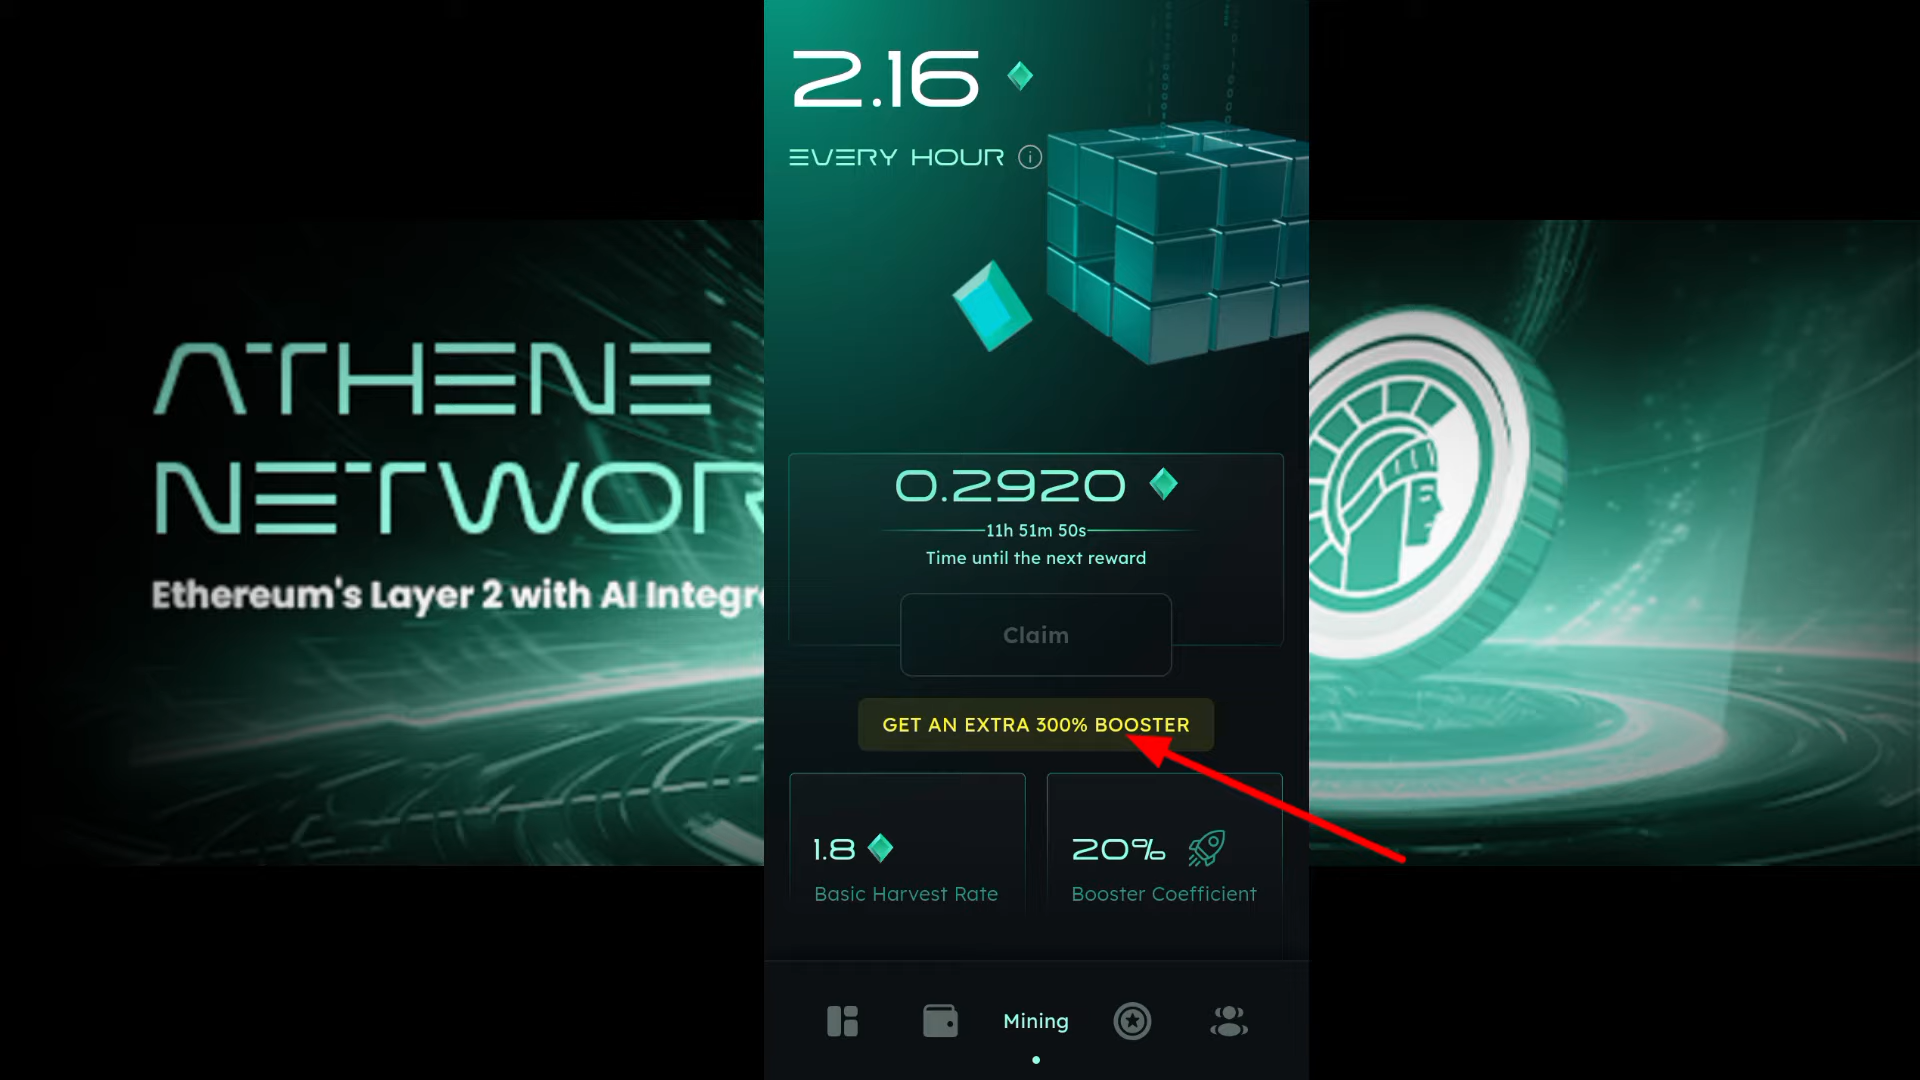 2.16
EVERY HOUR
ATHENE
NETWOR
Ethereum's Layer 2 with AI Integr
0.2920
11h 51m 50s
Time until the next reward
Claim
GET AN EXTRA 300% BOOSTER
1.8
Basic Harvest Rate
20%
Booster Coefficient
Mining